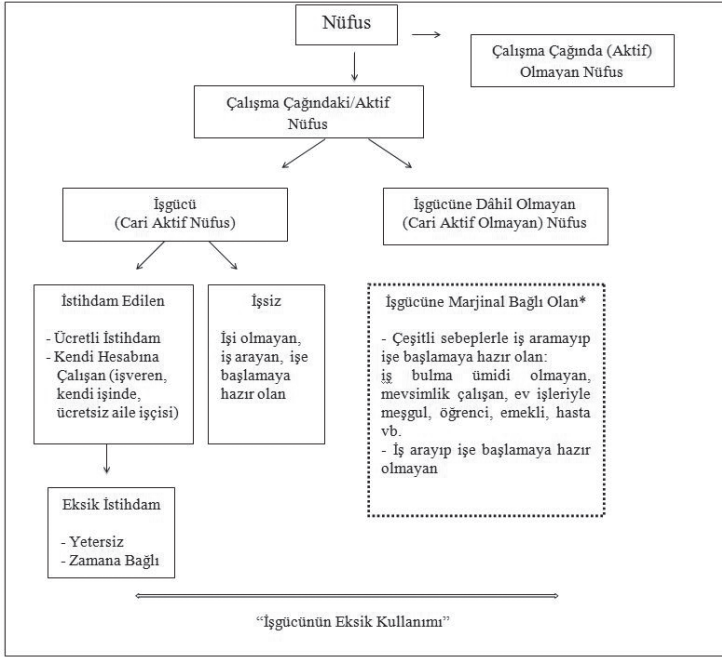 Nüfus
Çalışma Çağında (Aktif)
Olmayan Nüfus
Çalışma Çağındaki/Aktif
Nüfus
İşgücü
(Cari Aktif Nüfus)
İşgücüne Dâhil Olmayan
(Cari Aktif Olmayan) Nüfus
İstihdam Edilen
- Ücretli İstihdam
- Kendi Hesabına
Çalışan (işveren,
kendi işinde,
ücretsiz aile işçisi)
İşsiz
İşi olmayan,
iş arayan, işe
başlamaya
hazır olan
İşgücüne Marjinal Bağlı Olan*
- Çeşitli sebeplerle iş aramayıp
işe başlamaya hazır olan:
iş bulma ümidi olmayan,
mevsimlik çalışan, ev işleriyle
meşgul, öğrenci, emekli, hasta
vb.
- İş arayıp işe başlamaya hazır
olmayan
Eksik İstihdam
- Yetersiz
- Zamana Bağlı
“İşgücünün Eksik Kullanımı”